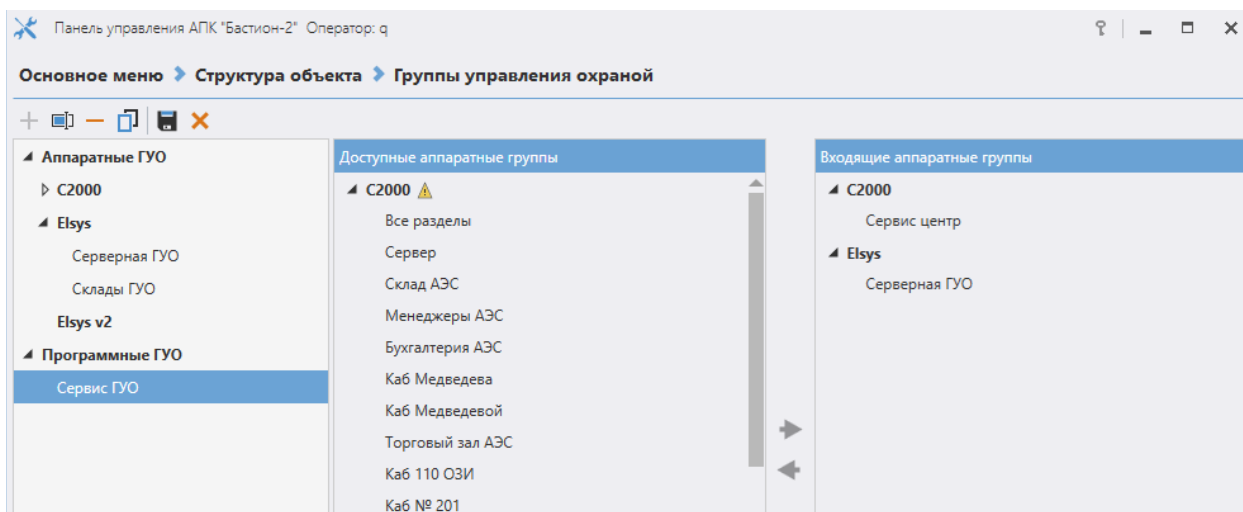 Панель управления АПК "Бастион-2" Оператор: q
Основное меню Структура объекта Группы управления охраной
Аппаратные ГУО
С2000
Elsys
Серверная ГУО
Склады ГУО
Elsys v2
Программные ГУО
Сервис ГУО
Доступные аппаратные группы
С2000
Все разделы
Сервер
Склад АЭС
Менеджеры АЭС
Бухгалтерия АЭС
Каб Медведева
Каб Медведевой
Торговый зал АЭС
Каб 110 ОЗИ
Каб № 201
Входящие аппаратные группы
С2000
Сервис центр
Elsys
Серверная ГУО